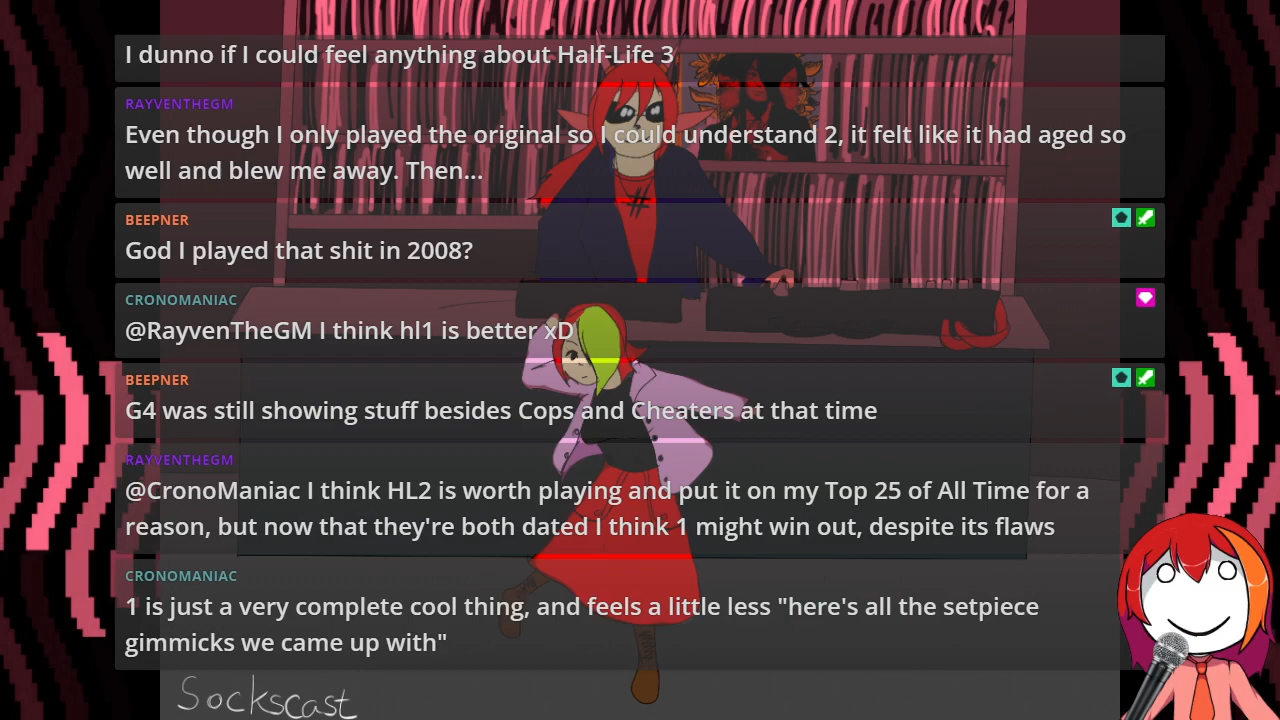 I dunno if I could feel anything about Half-Life 3
RAYVENTHEGM
Even though I only played the original so I could understand 2, it felt like it had aged so
well and blew me away. Then...
BEEPNER
God I played that shit in 2008?
CRONOMANIAC
@RayvenTheGM I think hl1 is better xD
BEEPNER
G4 was still showing stuff besides Cops and Cheaters at that time
RAYVENTHEGM
@CronoManiac I think HL2 is worth playing and put it on my Top 25 of All Time for a
reason, but now that they're both dated I think 1 might win out, despite its flaws
CRONOMANIAC
1 is just a very complete cool thing, and feels a little less "here's all the setpiece
gimmicks we came up with"
Sockscast